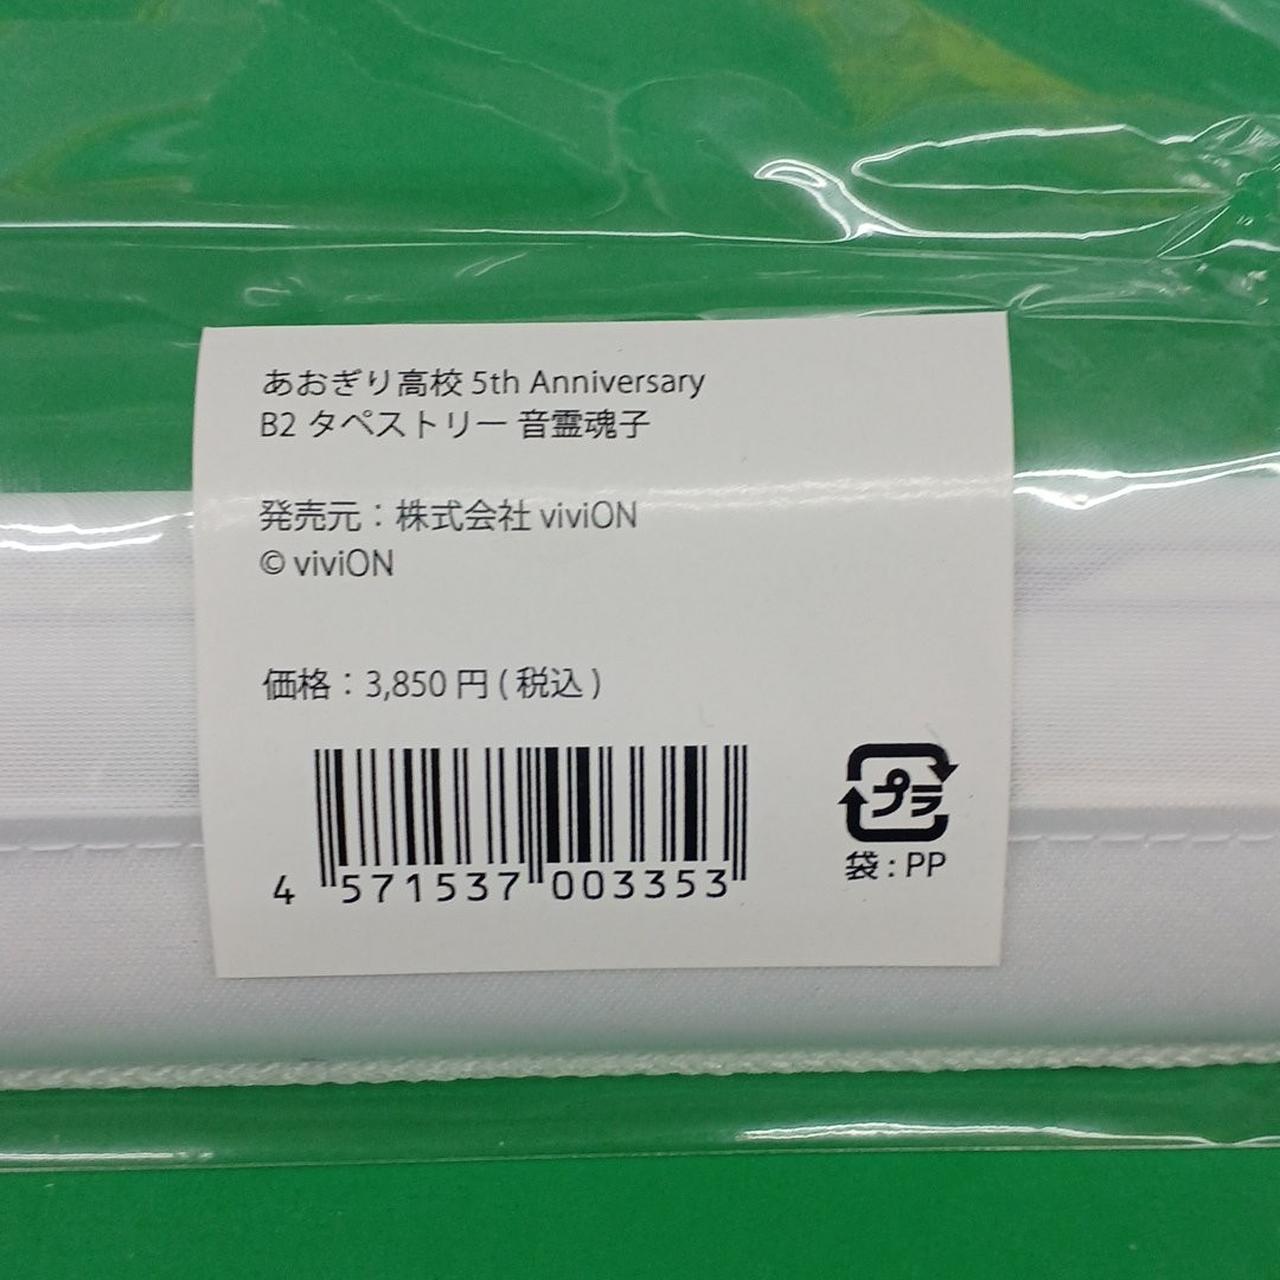 あおぎり高校 5th Anniversary
B2 タペストリー 音霊魂子
発売元：株式会社 viviON
© viviON
価格：3,850 円 ( 税込 )
4 571537 003353
プラ
袋 : PP